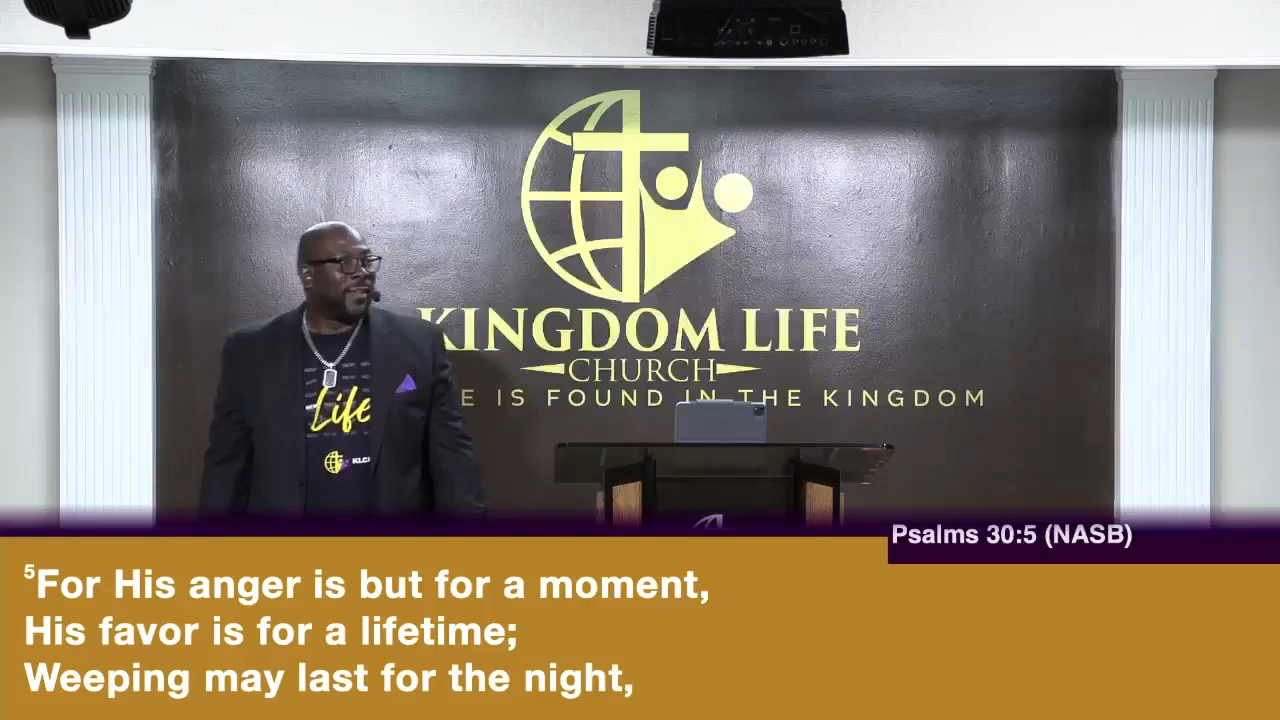 KINGDOM LIFE
CHURCH
E IS FOUND IN THE KINGDOM
Life
KLC
Psalms 30:5 (NASB)
⁵For His anger is but for a moment,
His favor is for a lifetime;
Weeping may last for the night,